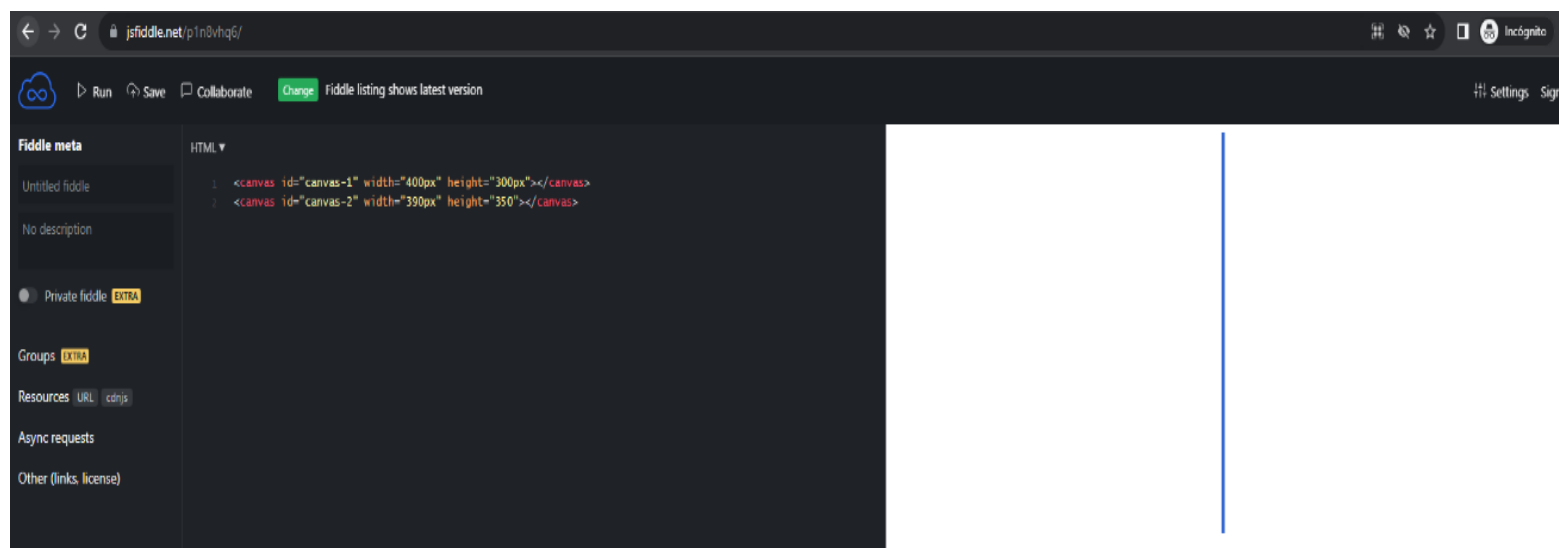 jsfiddle.net/p1n8vhq6/
Incógnito
Run Save Collaborate Change Fiddle listing shows latest version Settings Sigr
Fiddle meta
Untitled fiddle
No description
Private fiddle EXTRA
Groups EXTRA
Resources URL cdnjs
Async requests
Other (links, license)
HTML
1 <canvas id="canvas-1" width="400px" height="300px"></canvas>
2 <canvas id="canvas-2" width="390px" height="350"></canvas>